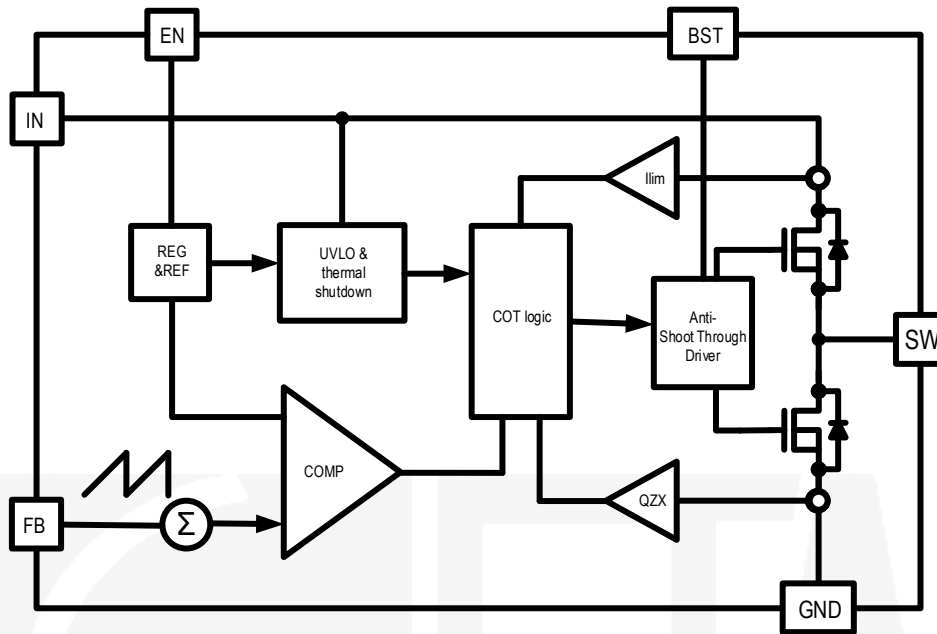 EN
BST
IN
Ilim
REG
&REF
UVLO &
thermal
shutdown
COT logic
Anti-
Shoot Through
Driver
SW
COMP
QZX
FB
Σ
GND